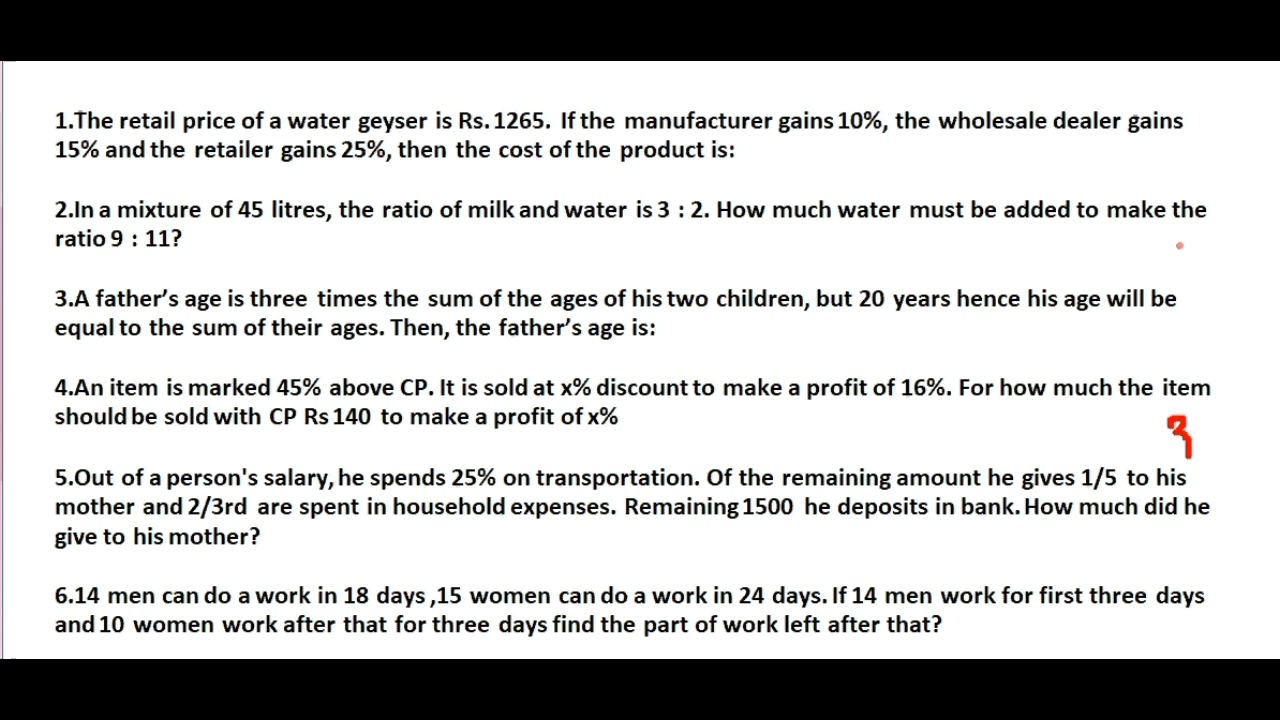 1.The retail price of a water geyser is Rs. 1265. If the manufacturer gains 10%, the wholesale dealer gains
15% and the retailer gains 25%, then the cost of the product is:
2.In a mixture of 45 litres, the ratio of milk and water is 3 : 2. How much water must be added to make the
ratio 9 : 11?
3.A father’s age is three times the sum of the ages of his two children, but 20 years hence his age will be
equal to the sum of their ages. Then, the father’s age is:
4.An item is marked 45% above CP. It is sold at x% discount to make a profit of 16%. For how much the item
should be sold with CP Rs 140 to make a profit of x%
5.Out of a person's salary, he spends 25% on transportation. Of the remaining amount he gives 1/5 to his
mother and 2/3rd are spent in household expenses. Remaining 1500 he deposits in bank. How much did he
give to his mother?
6.14 men can do a work in 18 days ,15 women can do a work in 24 days. If 14 men work for first three days
and 10 women work after that for three days find the part of work left after that?